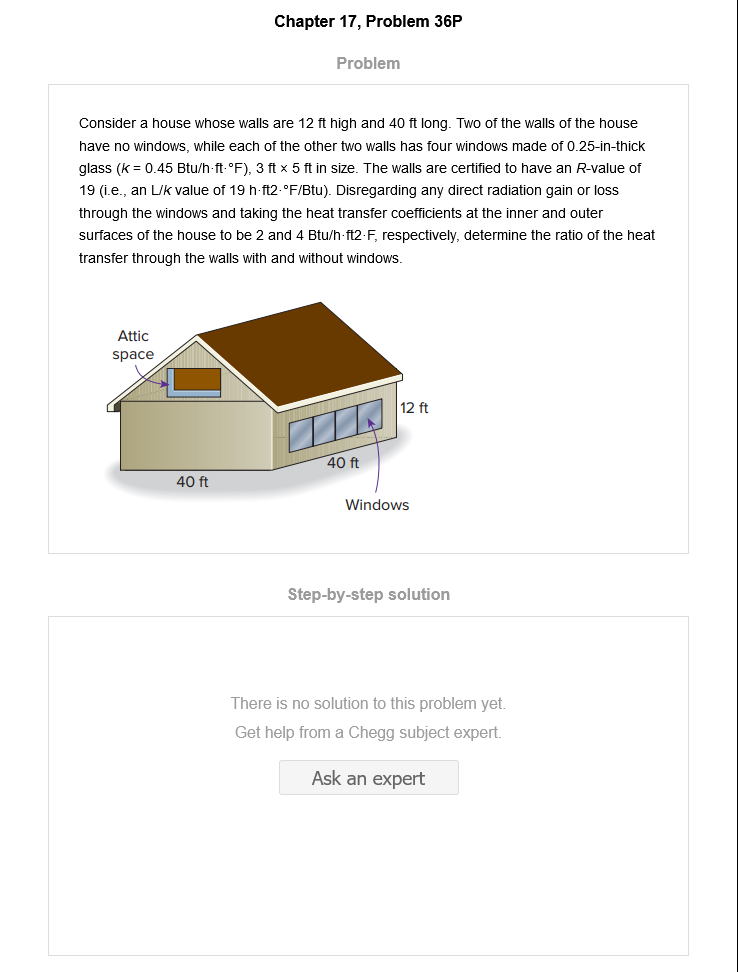 Chapter 17, Problem 36P
Problem
Consider a house whose walls are 12 ft high and 40 ft long. Two of the walls of the house
have no windows, while each of the other two walls has four windows made of 0.25-in-thick
glass (k = 0.45 Btu/h·ft·°F), 3 ft × 5 ft in size. The walls are certified to have an R-value of
19 (i.e., an L/k value of 19 h·ft2·°F/Btu). Disregarding any direct radiation gain or loss
through the windows and taking the heat transfer coefficients at the inner and outer
surfaces of the house to be 2 and 4 Btu/h·ft2·F, respectively, determine the ratio of the heat
transfer through the walls with and without windows.
Attic
space
12 ft
40 ft
40 ft
Windows
Step-by-step solution
There is no solution to this problem yet.
Get help from a Chegg subject expert.
Ask an expert